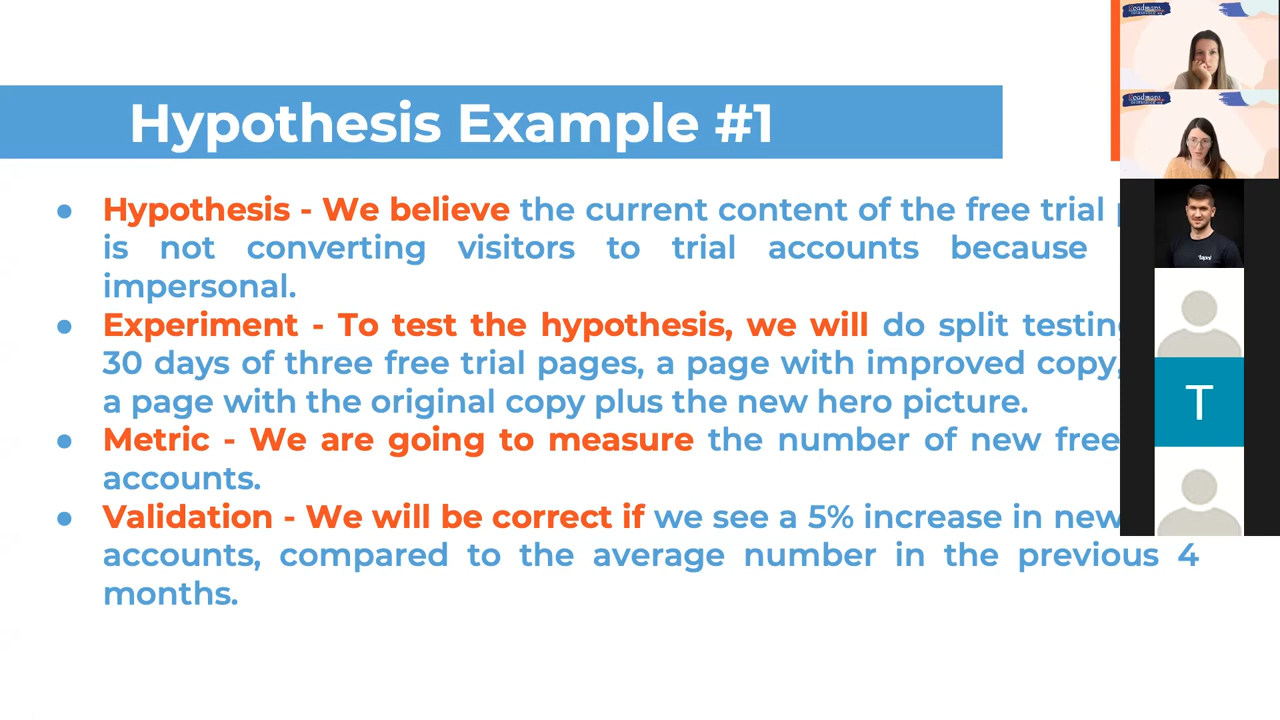 Hypothesis Example #1
● Hypothesis - We believe the current content of the free trial
is not converting visitors to trial accounts because
impersonal.
● Experiment - To test the hypothesis, we will do split
30 days of three free trial pages, a page with improved copy,
a page with the original copy plus the new hero picture.
● Metric - We are going to measure the number of new free
accounts.
● Validation - We will be correct if we see a 5% increase in new
accounts, compared to the average number in the previous 4
months.
T